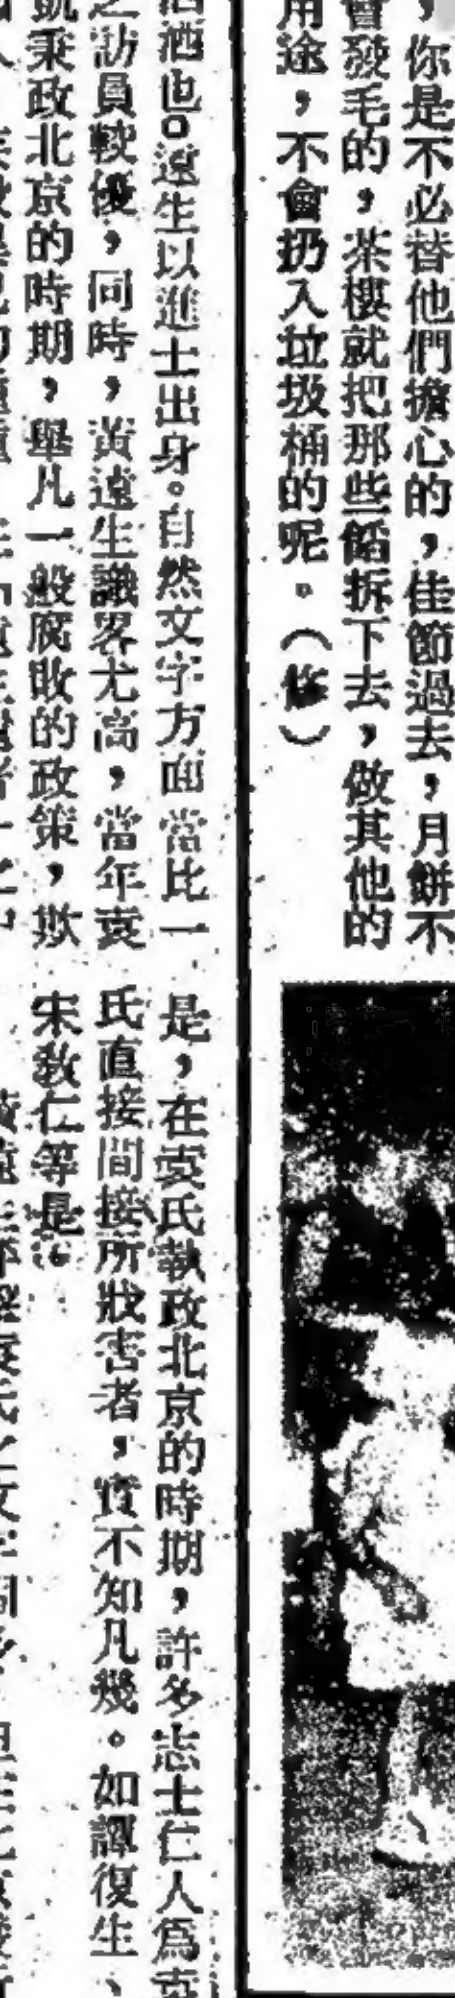 ，你是不必替他們擔心的，佳節過去，月餅不
會發毛的，茶樓就把那些餡拆下去，做其他的
用途，不會扔入垃圾桶的呢。（修）
酒也。遠生以進士出身。自然文字方面當比一
之訪員較優，同時，黃遠生識畧尤高，當年袁
凱秉政北京的時期，舉凡一般腐敗的政策，欺
是，在袁氏執政北京的時期，許多志士仁人爲袁
氏直接間接所戕害者，實不知凡幾。如譚復生、
宋教仁等是。